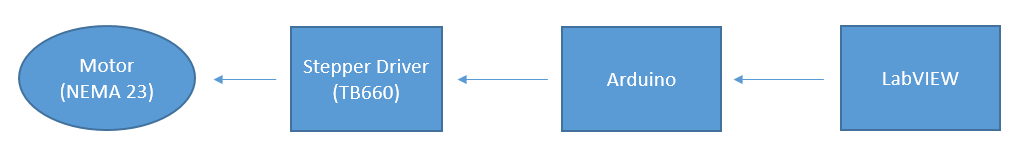 Motor
(NEMA 23)
Stepper Driver
(TB660)
Arduino
LabVIEW